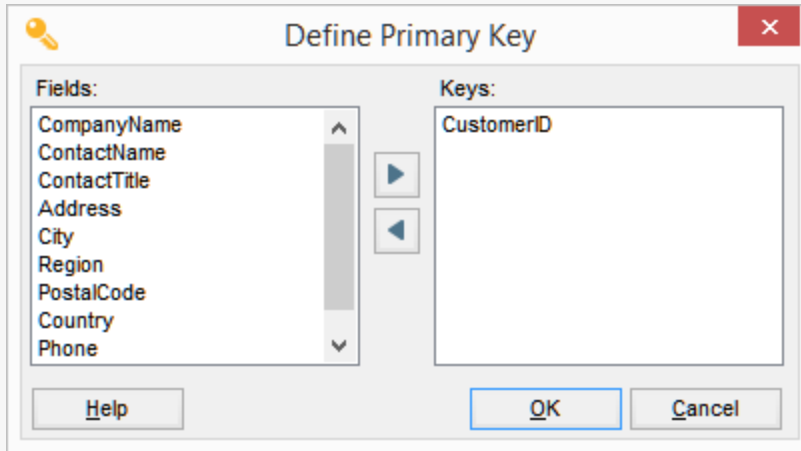 Define Primary Key
Fields:
CompanyName
ContactName
ContactTitle
Address
City
Region
PostalCode
Country
Phone
Keys:
CustomerID
Help
OK
Cancel